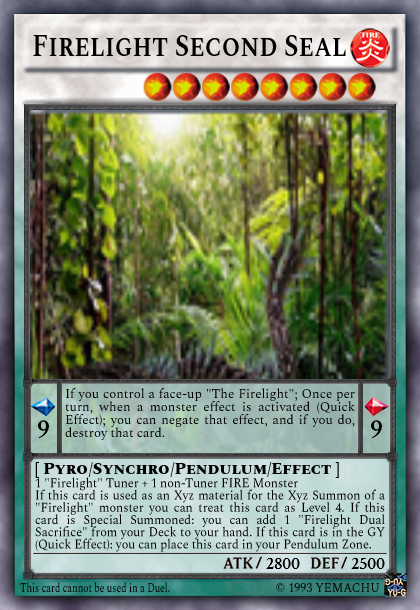 FIRELIGHT SECOND SEAL
FIRE
炎
If you control a face-up "The Firelight"; Once per
turn, when a monster effect is activated (Quick
Effect); you can negate that effect, and if you do,
destroy that card.
9
9
[ PYRO/SYNCHRO/PENDULUM/EFFECT ]
1 "Firelight" Tuner + 1 non-Tuner FIRE Monster
If this card is used as an Xyz material for the Xyz Summon of a
"Firelight" monster you can treat this card as Level 4. If this
card is Special Summoned: you can add 1 "Firelight Dual
Sacrifice" from your Deck to your hand. If this card is in the GY
(Quick Effect): you can place this card in your Pendulum Zone.
ATK / 2800 DEF / 2500
This card cannot be used in a Duel.
© 1993 YEMACHU